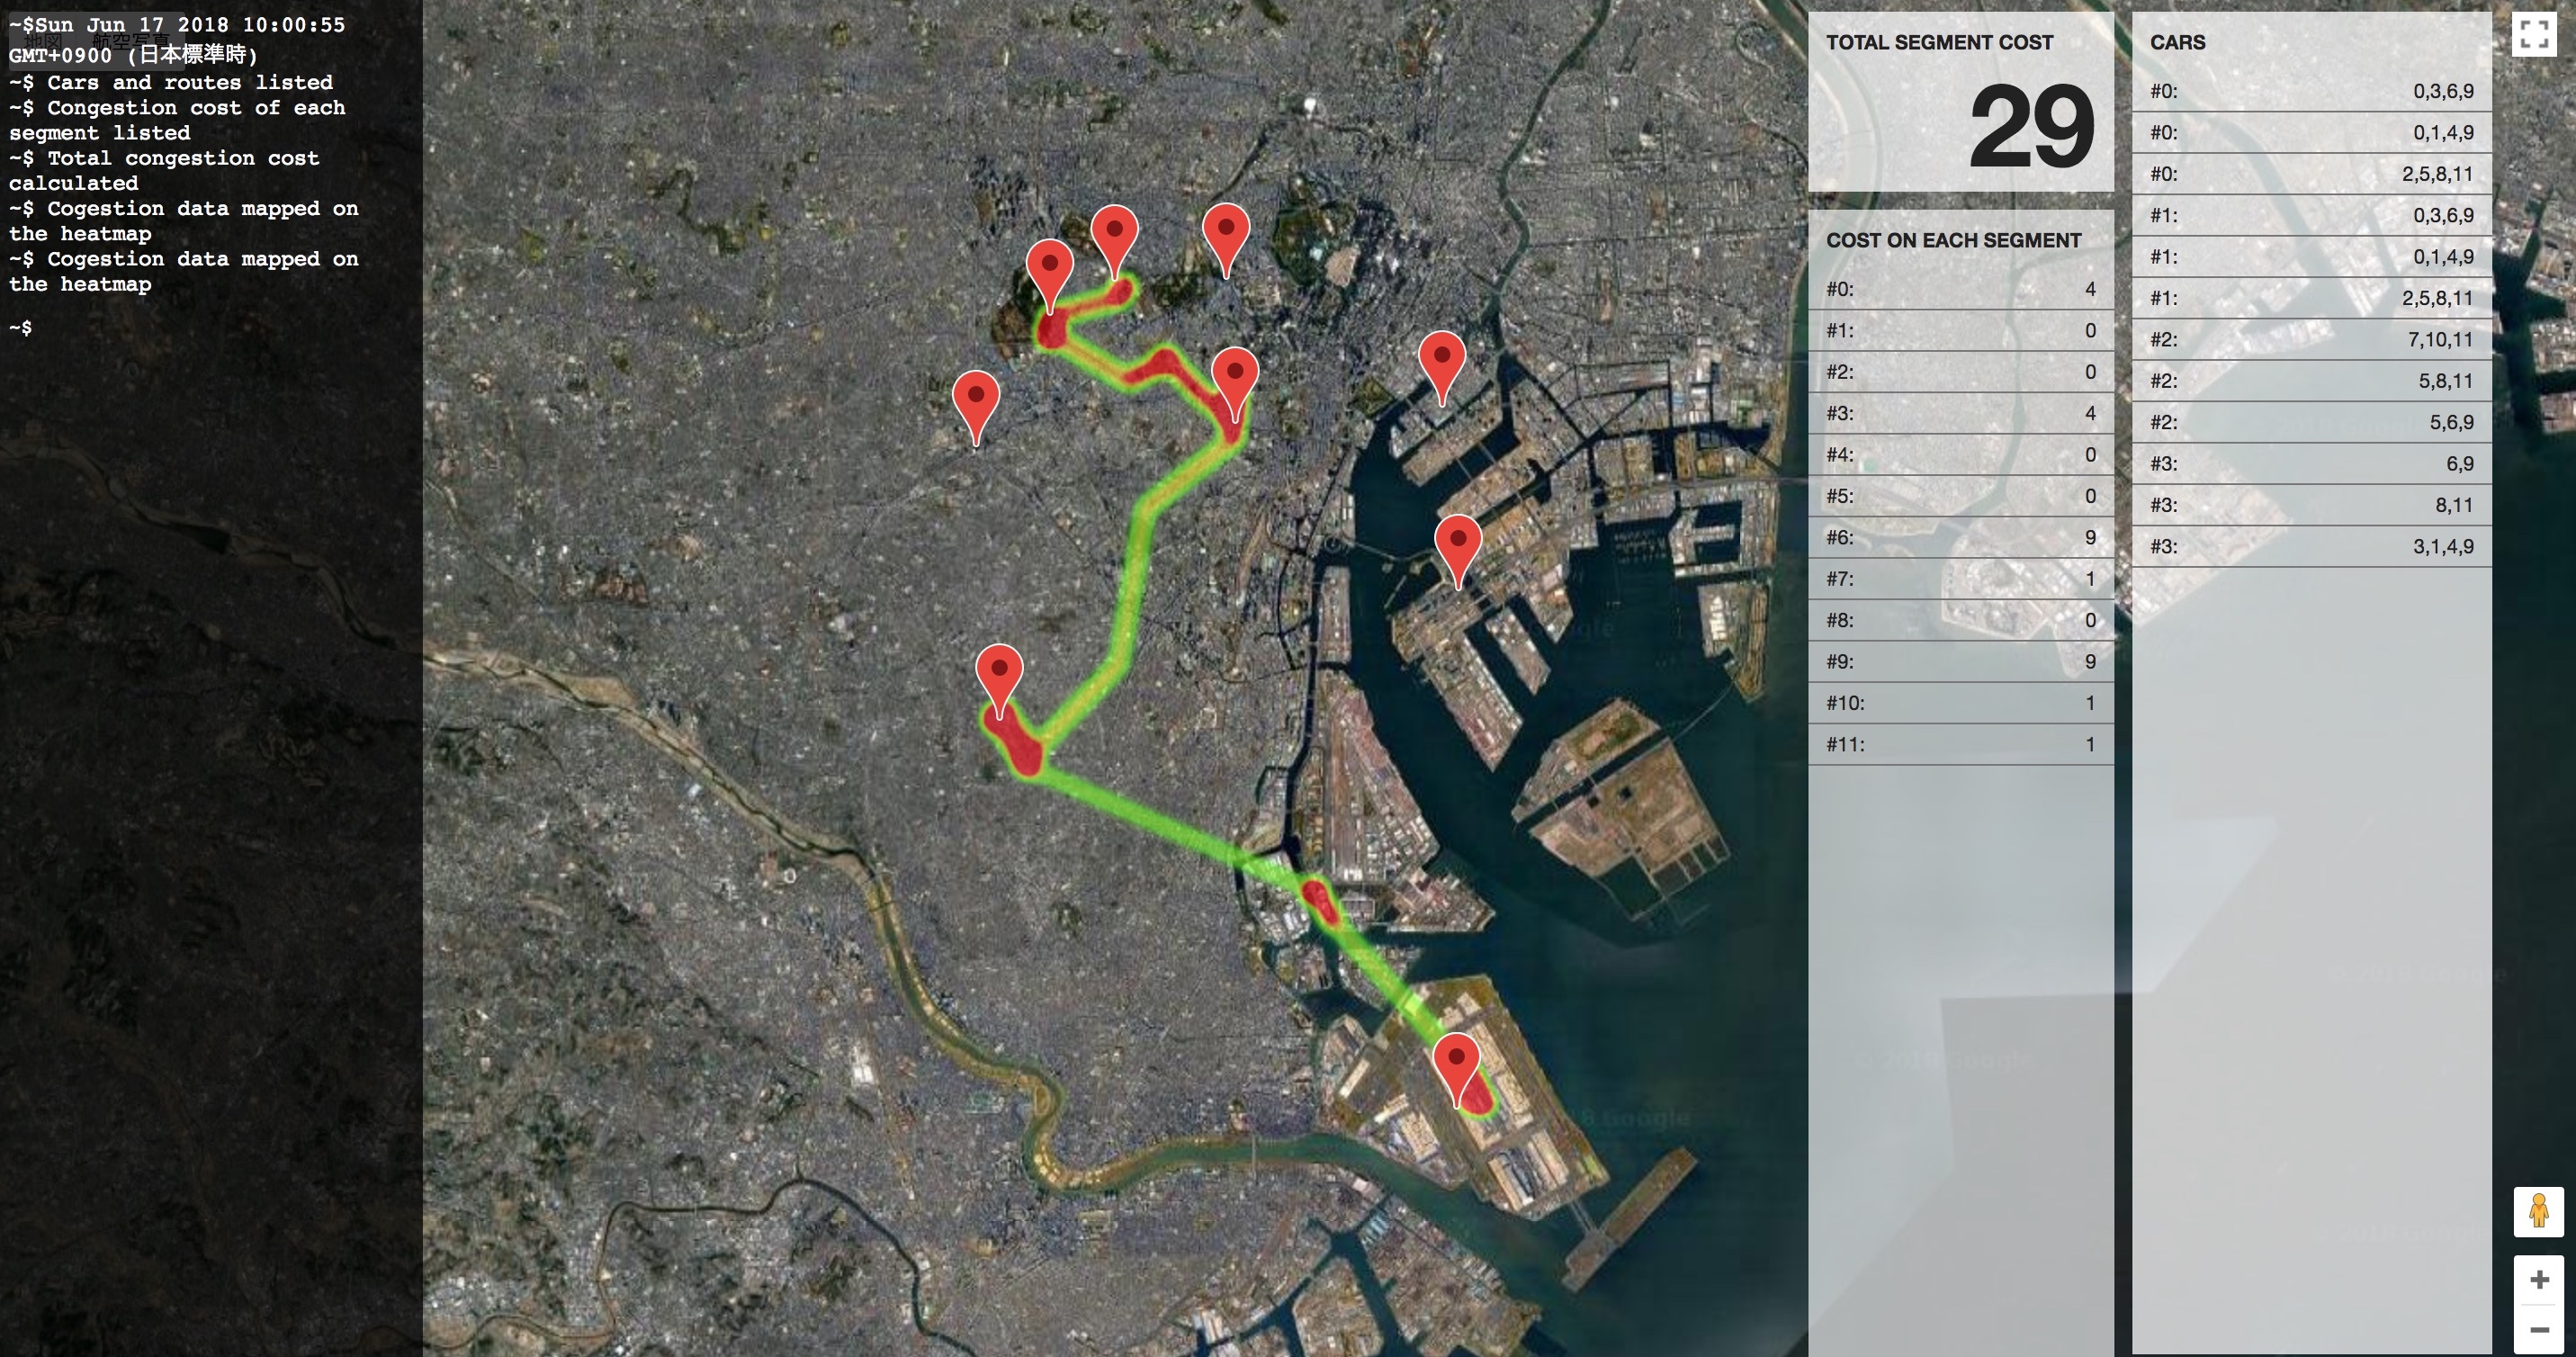 ~$Sun Jun 17 2018 10:00:55
GMT+0900 (日本標準時)
地図 航空写真
~$ Cars and routes listed
~$ Congestion cost of each
segment listed
~$ Total congestion cost
calculated
~$ Cogestion data mapped on
the heatmap
~$ Cogestion data mapped on
the heatmap
~$
TOTAL SEGMENT COST
29
COST ON EACH SEGMENT
#0: 4
#1: 0
#2: 0
#3: 4
#4: 0
#5: 0
#6: 9
#7: 1
#8: 0
#9: 9
#10: 1
#11: 1
CARS
#0: 0,3,6,9
#0: 0,1,4,9
#0: 2,5,8,11
#1: 0,3,6,9
#1: 0,1,4,9
#1: 2,5,8,11
#2: 7,10,11
#2: 5,8,11
#2: 5,6,9
#3: 6,9
#3: 8,11
#3: 3,1,4,9
© 2018 Google